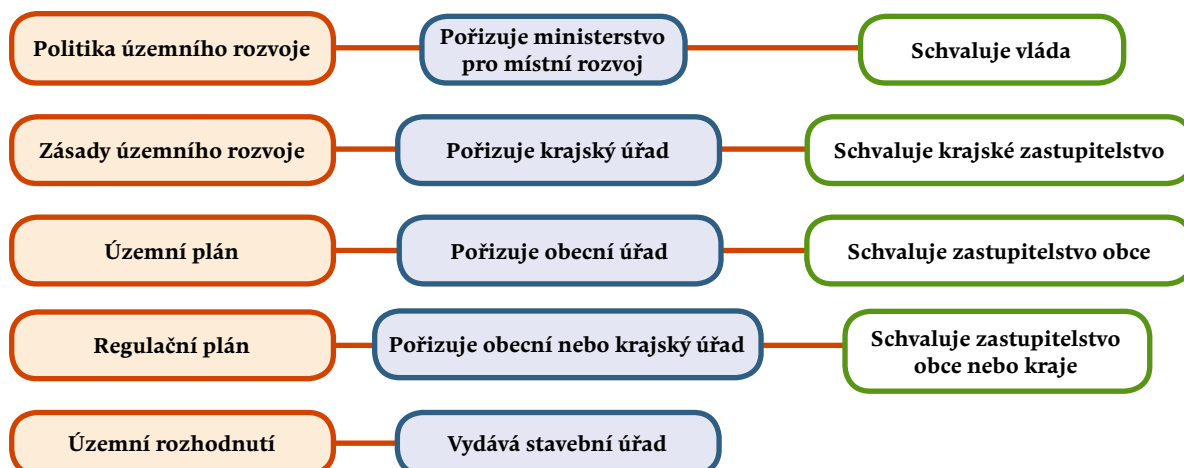 Politika územního rozvoje
Pořizuje ministerstvo
pro místní rozvoj
Schvaluje vláda
Zásady územního rozvoje
Pořizuje krajský úřad
Schvaluje krajské zastupitelstvo
Územní plán
Pořizuje obecní úřad
Schvaluje zastupitelstvo obce
Regulační plán
Pořizuje obecní nebo krajský úřad
Schvaluje zastupitelstvo
obce nebo kraje
Územní rozhodnutí
Vydává stavební úřad